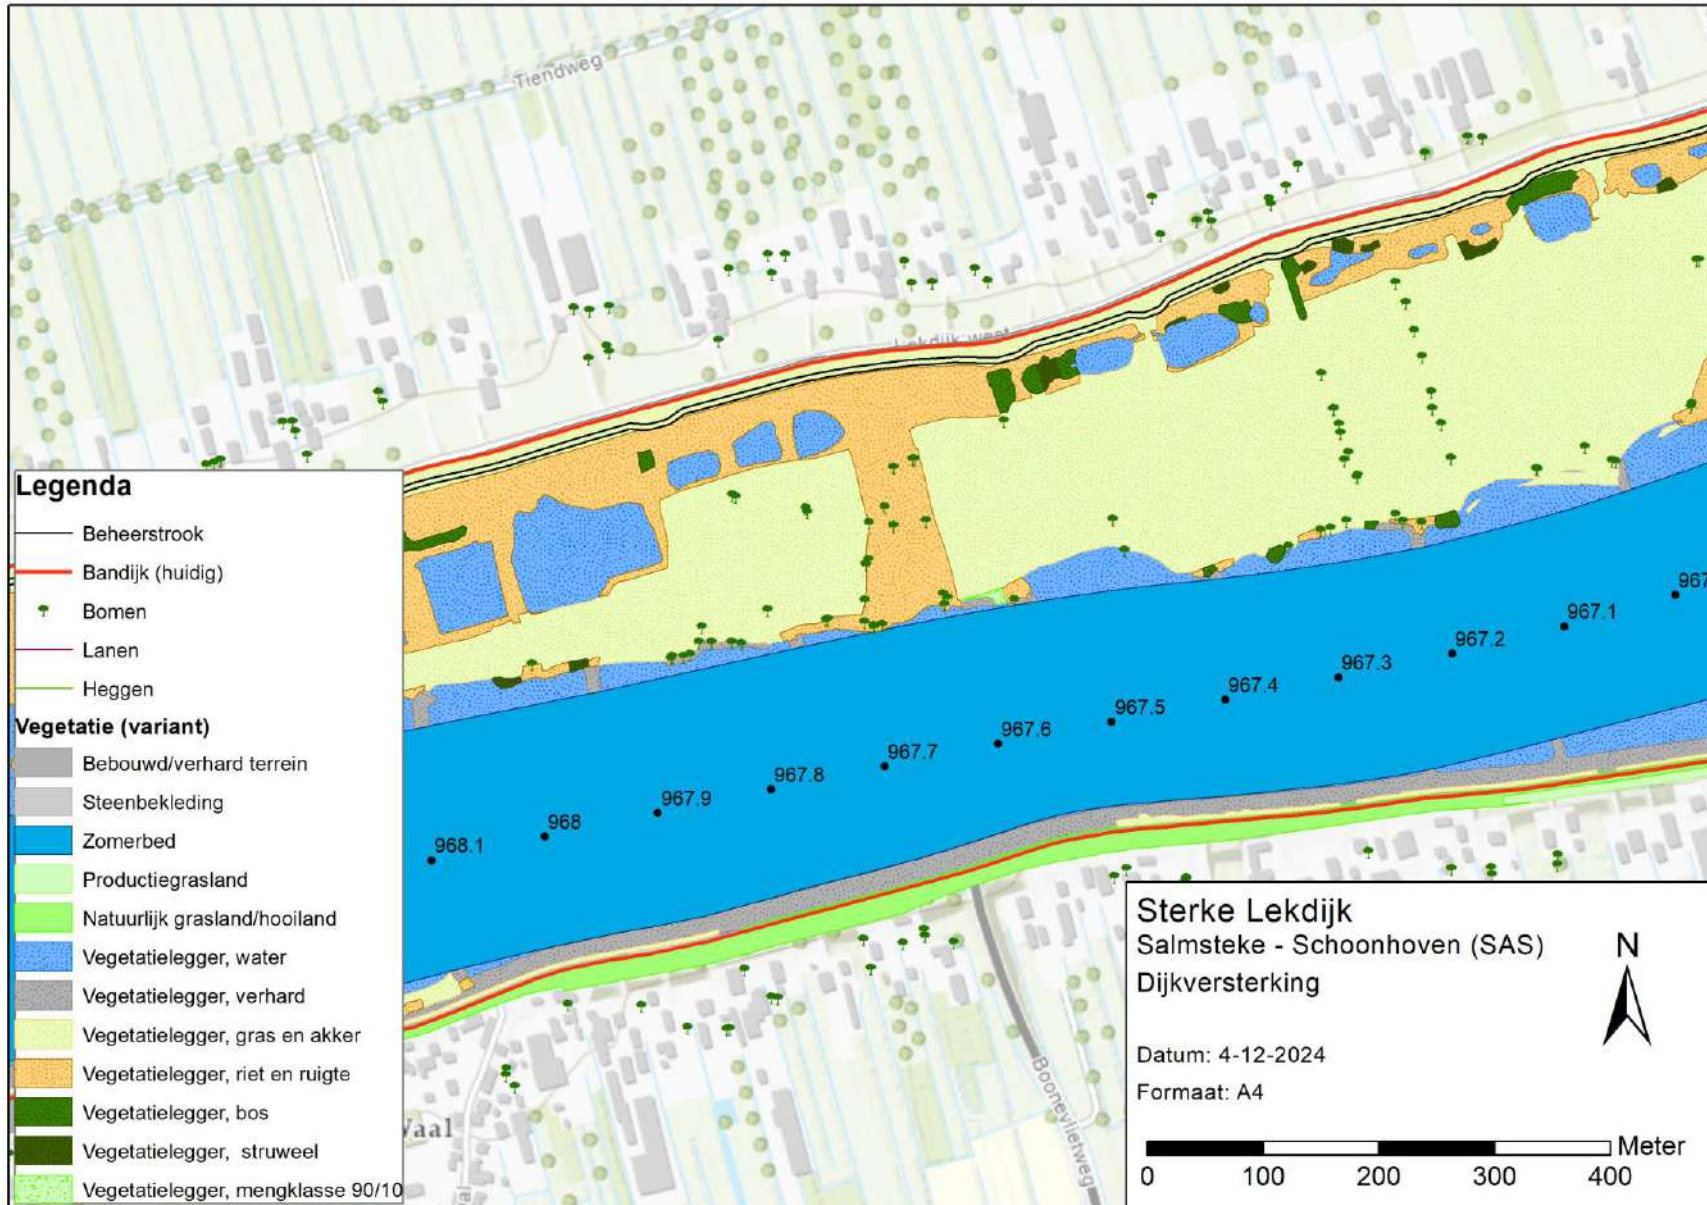 Tiendweg
Lekdijk west
Legenda
Beheerstrook
Bandijk (huidig)
Bomen
Lanen
Heggen
Vegetatie (variant)
Bebouwd/verhard terrein
Steenbekleding
Zomerbed
Productiegrasland
Natuurlijk grasland/hooiland
Vegetatielegger, water
Vegetatielegger, verhard
Vegetatielegger, gras en akker
Vegetatielegger, riet en ruigte
Vegetatielegger, bos
Vegetatielegger, struweel
Vegetatielegger, mengklasse 90/10
967
967.1
967.2
967.3
967.4
967.5
967.6
967.7
967.8
967.9
968
968.1
Waal
Boonevlietweg
Sterke Lekdijk
Salmsteke - Schoonhoven (SAS)
Dijkversterking
N
Datum: 4-12-2024
Formaat: A4
Meter
0 100 200 300 400